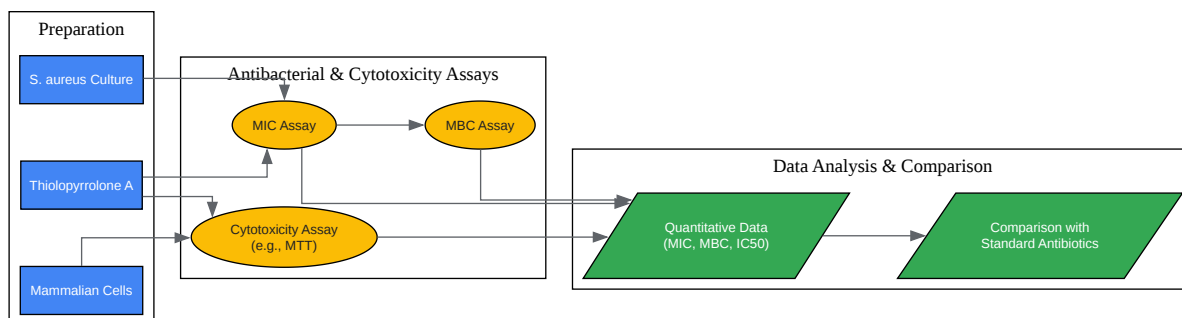 Preparation
S. aureus Culture
Thiolopyrrolone A
Mammalian Cells
Antibacterial & Cytotoxicity Assays
MIC Assay
MBC Assay
Cytotoxicity Assay
(e.g., MTT)
Data Analysis & Comparison
Quantitative Data
(MIC, MBC, IC50)
Comparison with
Standard Antibiotics